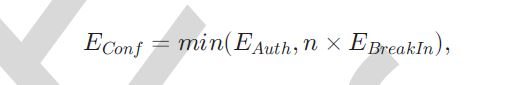 E_{Conf} = min(E_{Auth}, n × E_{BreakIn}),